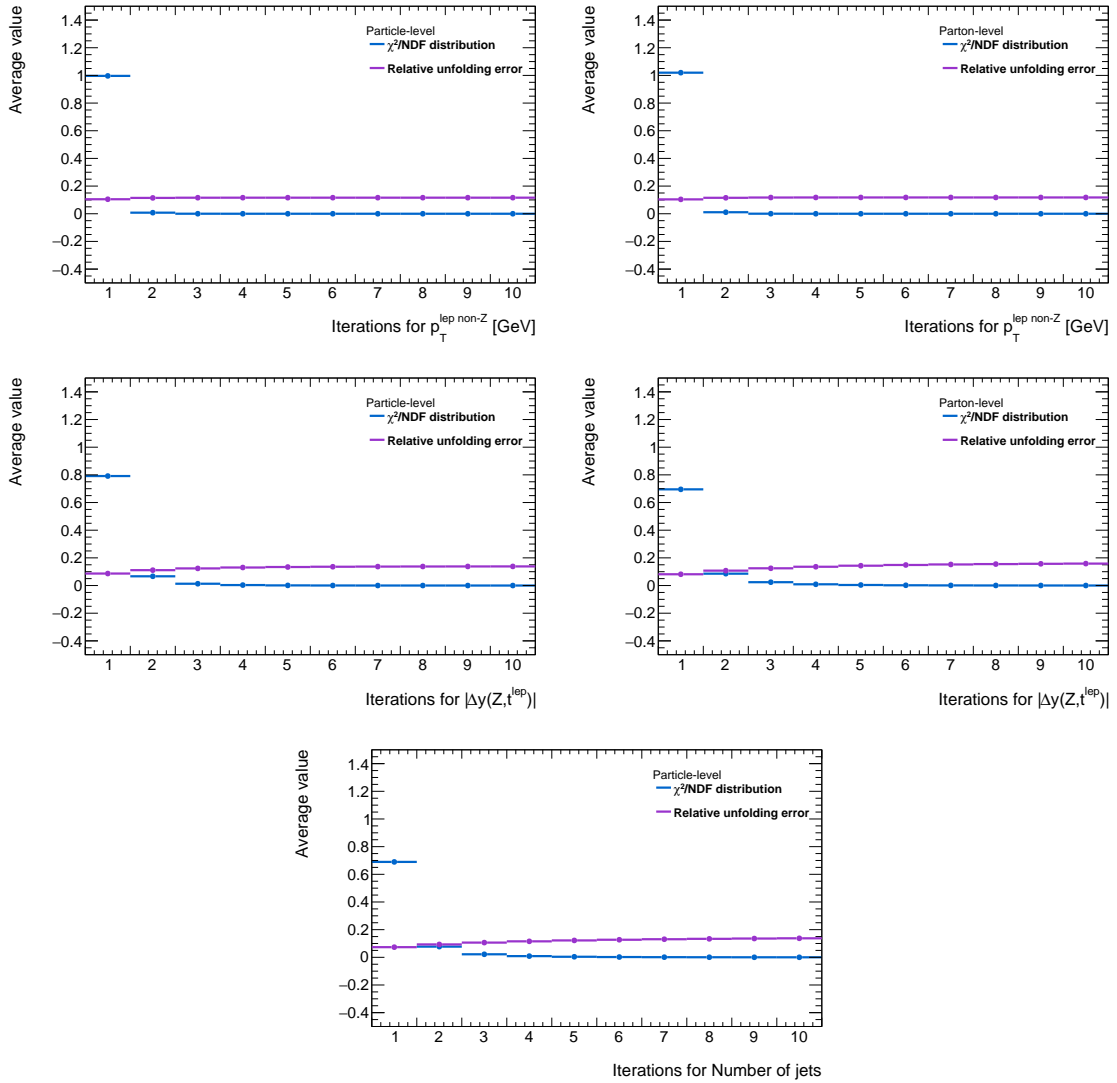 Average value
1.4
1.2
1
0.8
0.6
0.4
0.2
0
−0.2
−0.4
Particle-level
χ²/NDF distribution
Relative unfolding error
1 2 3 4 5 6 7 8 9 10
Iterations for p_T^lep non-Z [GeV]
Average value
1.4
1.2
1
0.8
0.6
0.4
0.2
0
−0.2
−0.4
Parton-level
χ²/NDF distribution
Relative unfolding error
1 2 3 4 5 6 7 8 9 10
Iterations for p_T^lep non-Z [GeV]
Average value
1.4
1.2
1
0.8
0.6
0.4
0.2
0
−0.2
−0.4
Particle-level
χ²/NDF distribution
Relative unfolding error
1 2 3 4 5 6 7 8 9 10
Iterations for |Δy(Z,t^lep)|
Average value
1.4
1.2
1
0.8
0.6
0.4
0.2
0
−0.2
−0.4
Parton-level
χ²/NDF distribution
Relative unfolding error
1 2 3 4 5 6 7 8 9 10
Iterations for |Δy(Z,t^lep)|
Average value
1.4
1.2
1
0.8
0.6
0.4
0.2
0
−0.2
−0.4
Particle-level
χ²/NDF distribution
Relative unfolding error
1 2 3 4 5 6 7 8 9 10
Iterations for Number of jets